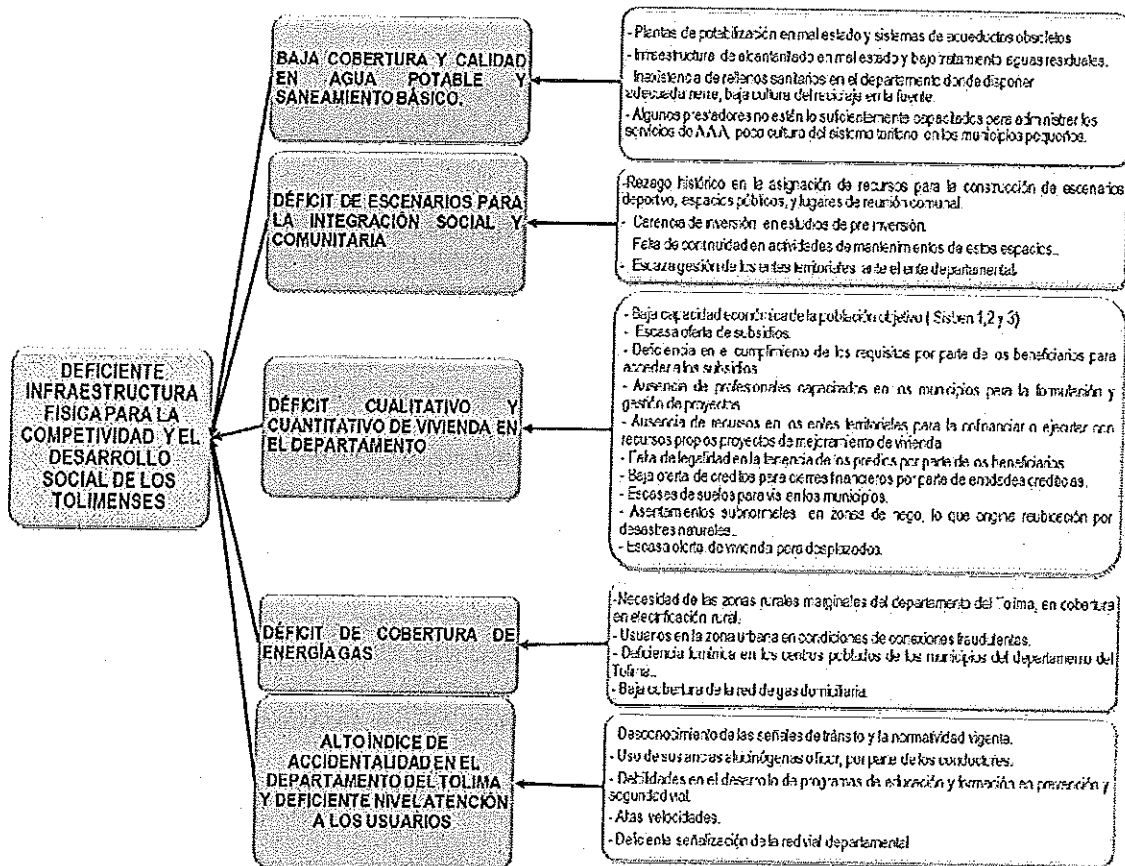 BAJA COBERTURA Y CALIDAD
EN AGUA POTABLE Y
SANEAMIENTO BÁSICO.
- Plantas de potabilización en mal estado y sistemas de acueductos obsoletos
- Infraestructura de alcantarillado en mal estado y bajo tratamiento aguas residuales.
Inexistencia de rellenos sanitarios en el departamento donde disponer
adecuadamente, baja cultura del reciclaje en la fuente.
- Algunos prestadores no están lo suficientemente capacitados para administrar los
servicios de AAA, poca cultura del sistema tarifario en los municipios pequeños.
DÉFICIT DE ESCENARIOS PARA
LA INTEGRACIÓN SOCIAL Y
COMUNITARIA
-Rezago histórico en la asignación de recursos para la construcción de escenarios
deportivo, espacios públicos, y lugares de reunión comunal.
- Carencia de inversión en estudios de pre inversión.
Falta de continuidad en actividades de mantenimientos de estos espacios..
- Escaza gestión de los entes territoriales ante el ente departamental.
DEFICIENTE
INFRAESTRUCTURA
FISICA PARA LA
COMPETIVIDAD Y EL
DESARROLLO
SOCIAL DE LOS
TOLIMENSES
DÉFICIT CUALITATIVO Y
CUANTITATIVO DE VIVIENDA EN
EL DEPARTAMENTO
- Baja capacidad económica de la población objetivo ( Sisben 1,2 y 3)
- Escasa oferta de subsidios.
- Deficiencia en el cumplimiento de los requisitos por parte de los beneficiarios para
acceder a los subsidios
- Ausencia de profesionales capacitados en los municipios para la formulación y
gestión de proyectos
- Ausencia de recursos en los entes territoriales para la cofinanciar o ejecutar con
recursos propios proyectos de mejoramiento de vivienda
- Falta de legalidad en la tenencia de los predios por parte de los beneficiarios
- Baja oferta de creditos para cierres financieros por parte de entidades crediticias.
- Escases de suelos para vis en los municipios.
- Asentamientos subnormales en zonas de riesgo, lo que origina reubicación por
desastres naturales..
- Escasa oferta de vivienda para desplazados.
DÉFICIT DE COBERTURA DE
ENERGÍA GAS
- Necesidad de las zonas rurales marginales del departamento del Tolima, en cobertura
en electrificación rural.
- Usuarios en la zona urbana en condiciones de conexiones fraudulentas.
- Deficiencia lumínica en los centros poblados de los municipios del departamento del
Tolima..
- Baja cobertura de la red de gas domiciliaria.
ALTO ÍNDICE DE
ACCIDENTALIDAD EN EL
DEPARTAMENTO DEL TOLIMA
Y DEFICIENTE NIVEL ATENCIÓN
A LOS USUARIOS
Desconocimiento de las señales de tránsito y la normatividad vigente.
- Uso de sustancias alucinógenas o licor, por parte de los conductores.
- Debilidades en el desarrollo de programas de educación y formación en prevención y
seguridad vial.
- Altas velocidades.
- Deficiente señalización de la red vial departamental